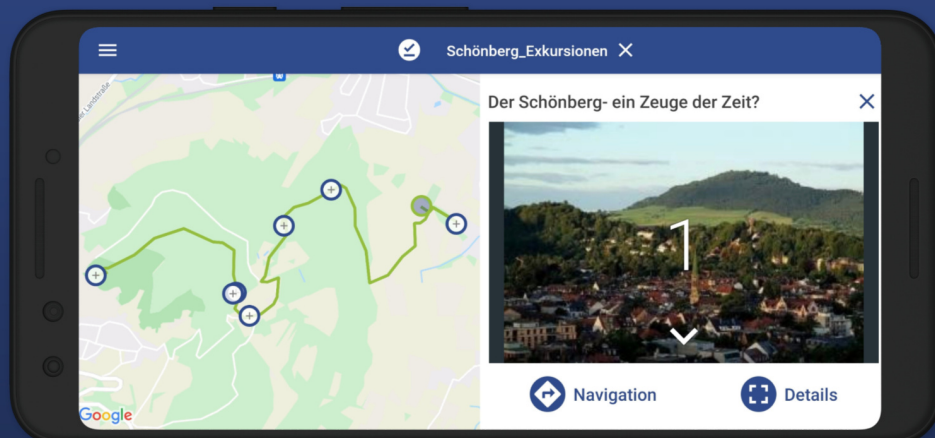 Schönberg_Exkursionen
Der Schönberg- ein Zeuge der Zeit?
1
Navigation
Details
Google